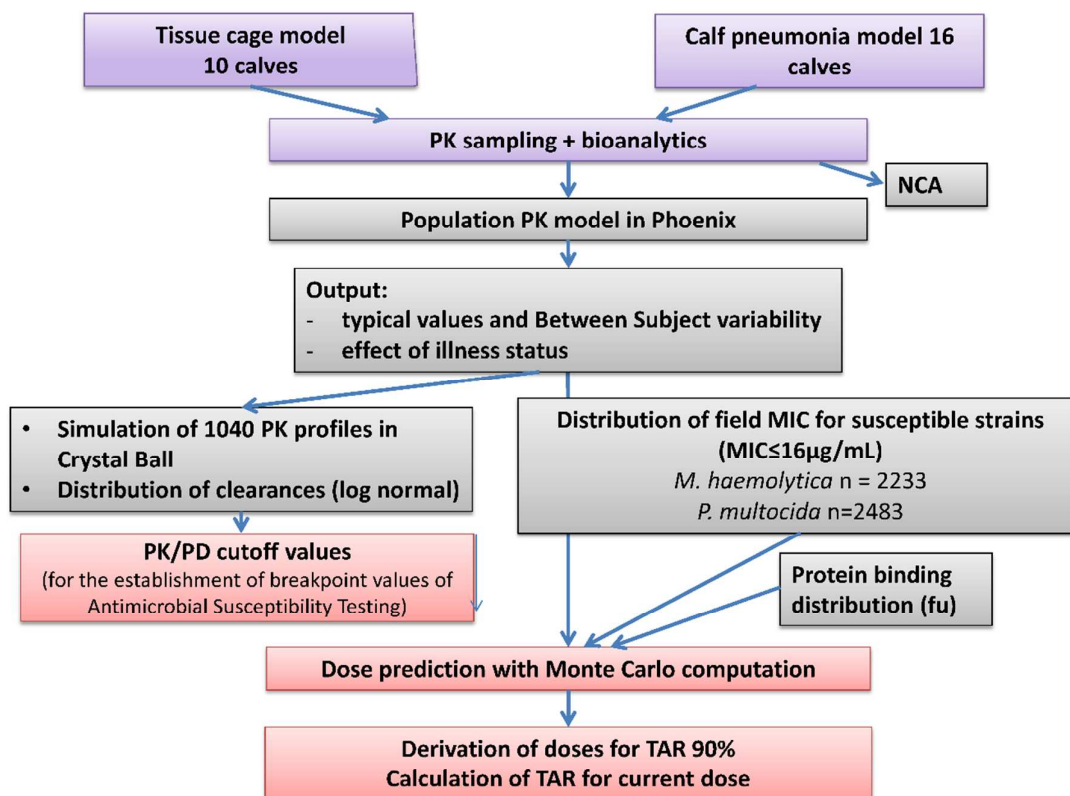 Tissue cage model
10 calves
Calf pneumonia model 16
calves
PK sampling + bioanalytics
NCA
Population PK model in Phoenix
Output:
- typical values and Between Subject variability
- effect of illness status
• Simulation of 1040 PK profiles in
Crystal Ball
• Distribution of clearances (log normal)
Distribution of field MIC for susceptible strains
(MIC≤16µg/mL)
M. haemolytica n = 2233
P. multocida n=2483
PK/PD cutoff values
(for the establishment of breakpoint values of
Antimicrobial Susceptibility Testing)
Protein binding
distribution (fu)
Dose prediction with Monte Carlo computation
Derivation of doses for TAR 90%
Calculation of TAR for current dose